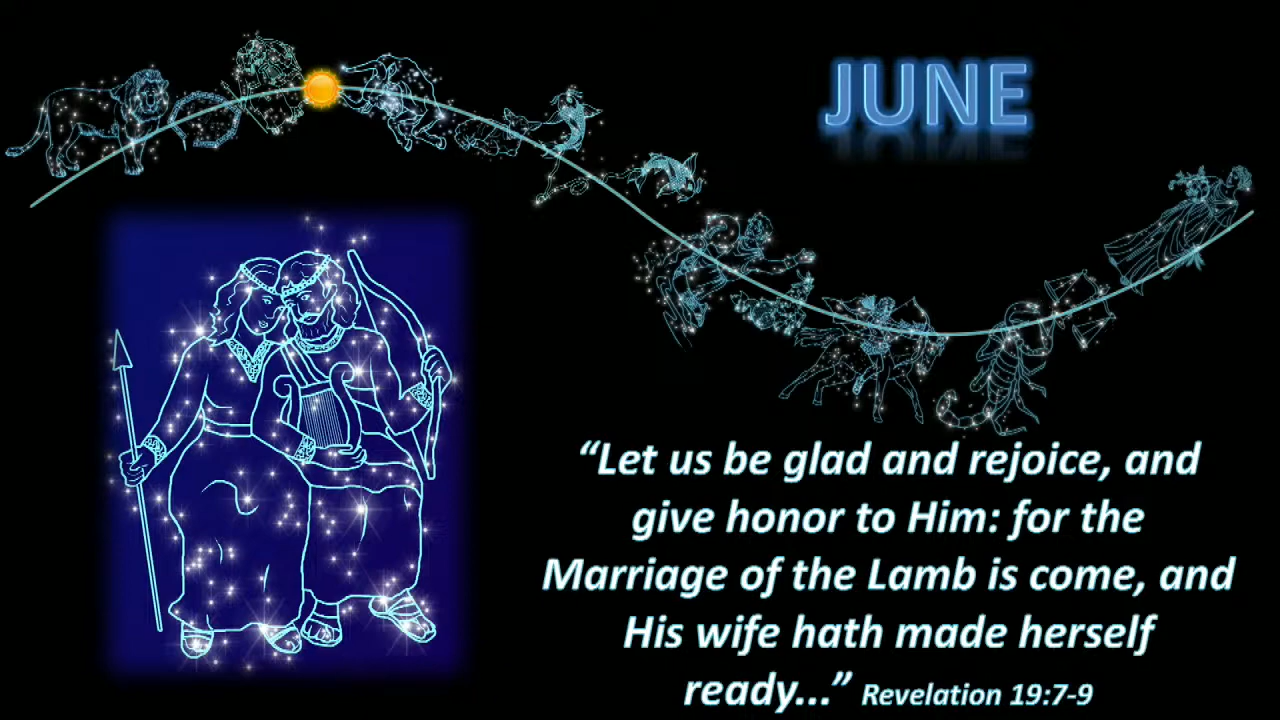 JUNE
“Let us be glad and rejoice, and
give honor to Him: for the
Marriage of the Lamb is come, and
His wife hath made herself
ready...” Revelation 19:7-9